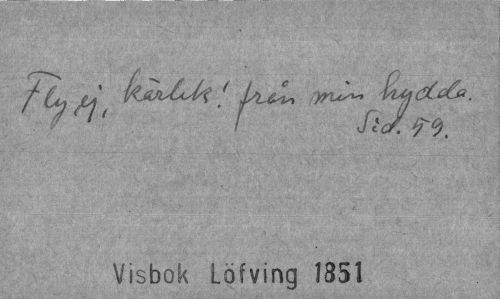 Fly ej, kärlek! från min hydda.
Sid. 59.
Visbok Löfving 1851